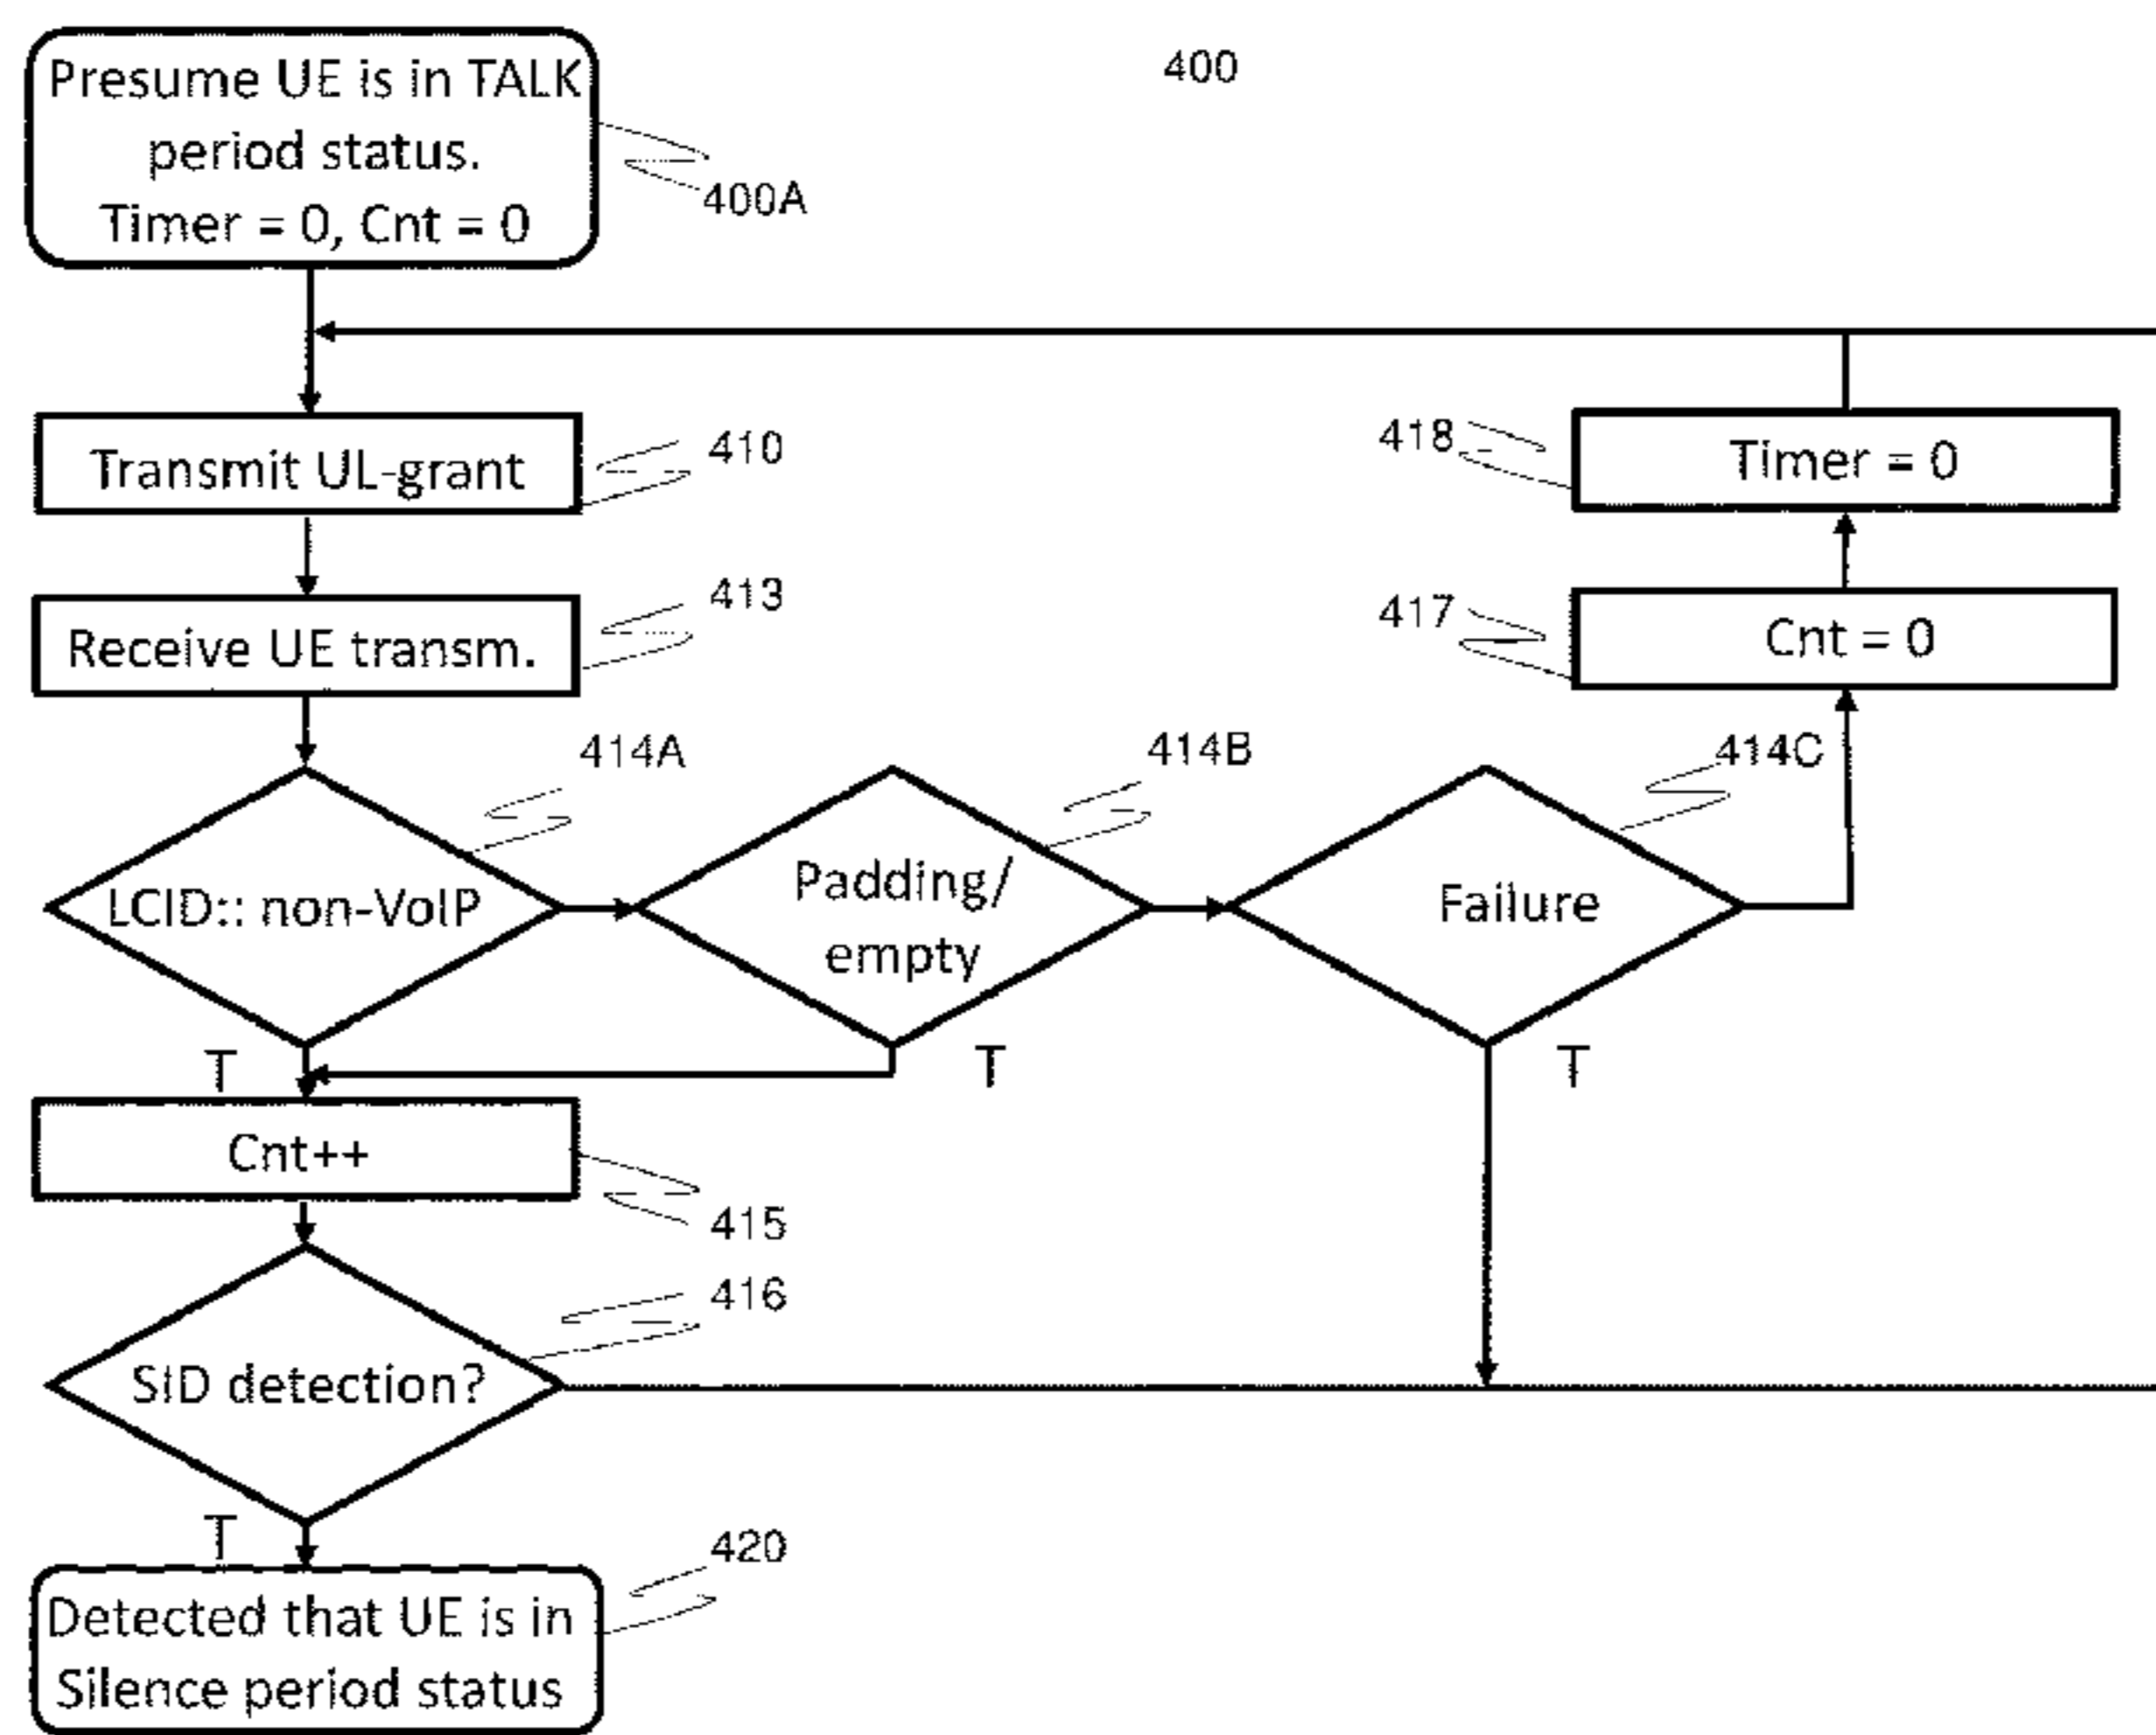 Presume UE is in TALK
period status.
Timer = 0, Cnt = 0
400
400A
Transmit UL-grant
410
418
Timer = 0
Receive UE transm.
413
417
Cnt = 0
414A
414B
414C
LCID:: non-VoIP
Padding/
empty
Failure
T
T
T
Cnt++
415
416
SID detection?
T
420
Detected that UE is in
Silence period status